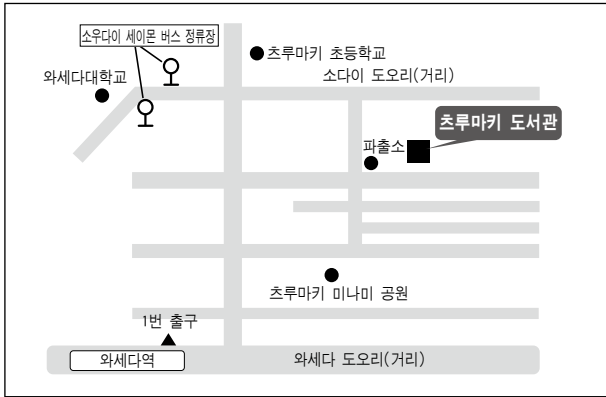 소우다이 세이몬 버스 정류장
츠루마키 초등학교
와세다대학교
소다이 도오리(거리)
츠루마키 도서관
파출소
츠루마키 미나미 공원
1번 출구
와세다역
와세다 도오리(거리)